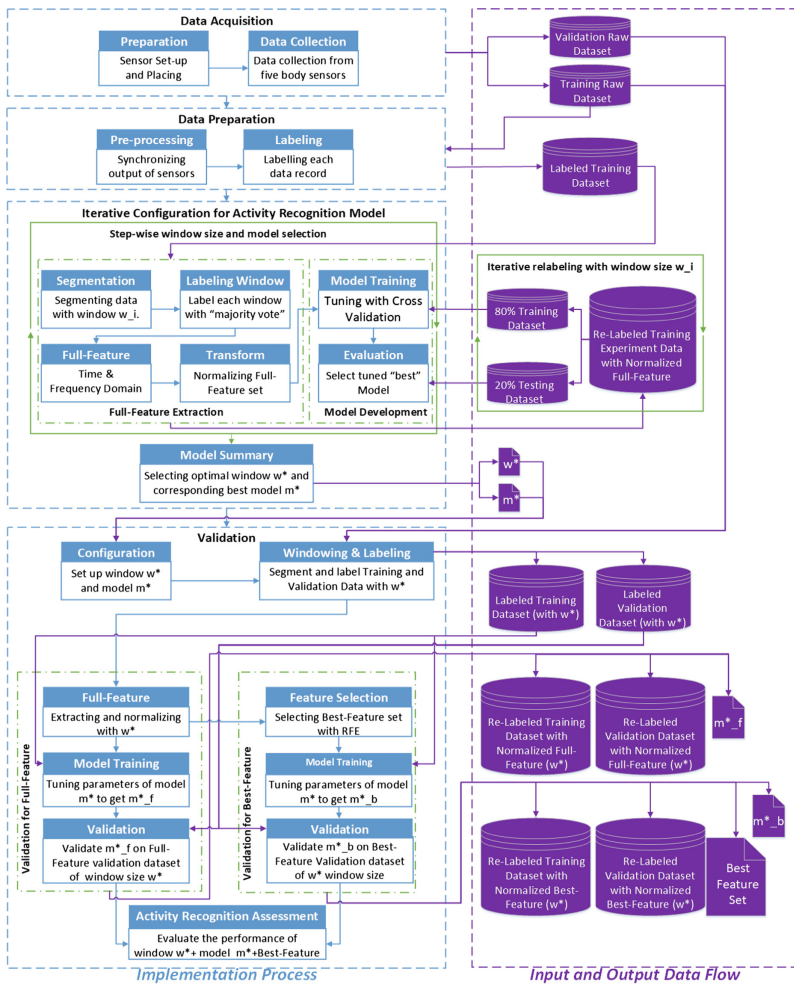 Data Acquisition
Preparation
Sensor Set-up
and Placing
Data Collection
Data collection from
five body sensors
Validation Raw
Dataset
Training Raw
Dataset
Data Preparation
Pre-processing
Synchronizing
output of sensors
Labeling
Labelling each
data record
Labeled Training
Dataset
Iterative Configuration for Activity Recognition Model
Step-wise window size and model selection
Segmentation
Segmenting data
with window w_i.
Labeling Window
Label each window
with “majority vote”
Model Training
Tuning with Cross
Validation
Full-Feature
Time &
Frequency Domain
Transform
Normalizing Full-
Feature set
Evaluation
Select tuned “best”
Model
Full-Feature Extraction
Model Development
Iterative relabeling with window size w_i
80% Training
Dataset
20% Testing
Dataset
Re-Labeled Training
Experiment Data
with Normalized
Full-Feature
Model Summary
Selecting optimal window w* and
corresponding best model m*
w*
m*
Validation
Configuration
Set up window w*
and model m*
Windowing & Labeling
Segment and label Training and
Validation Data with w*
Labeled Training
Dataset (with w*)
Labeled
Validation
Dataset (with w*)
Validation for Full-Feature
Full-Feature
Extracting and normalizing
with w*
Model Training
Tuning parameters of model
m* to get m*_f
Validation
Validate m*_f on Full-
Feature validation dataset
of window size w*
Validation for Best-Feature
Feature Selection
Selecting Best-Feature set
with RFE
Model Training
Tuning parameters of model
m* to get m*_b
Validation
Validate m*_b on Best-
Feature Validation dataset
of w* window size
Re-Labeled Training
Dataset with
Normalized Full-
Feature (w*)
Re-Labeled
Validation Dataset
with Normalized
Full-Feature (w*)
m*_f
Re-Labeled Training
Dataset with
Normalized Best-
Feature (w*)
Re-Labeled
Validation Dataset
with Normalized
Best-Feature (w*)
m*_b
Best
Feature
Set
Activity Recognition Assessment
Evaluate the performance of
window w*+ model m*+Best-Feature
Implementation Process
Input and Output Data Flow